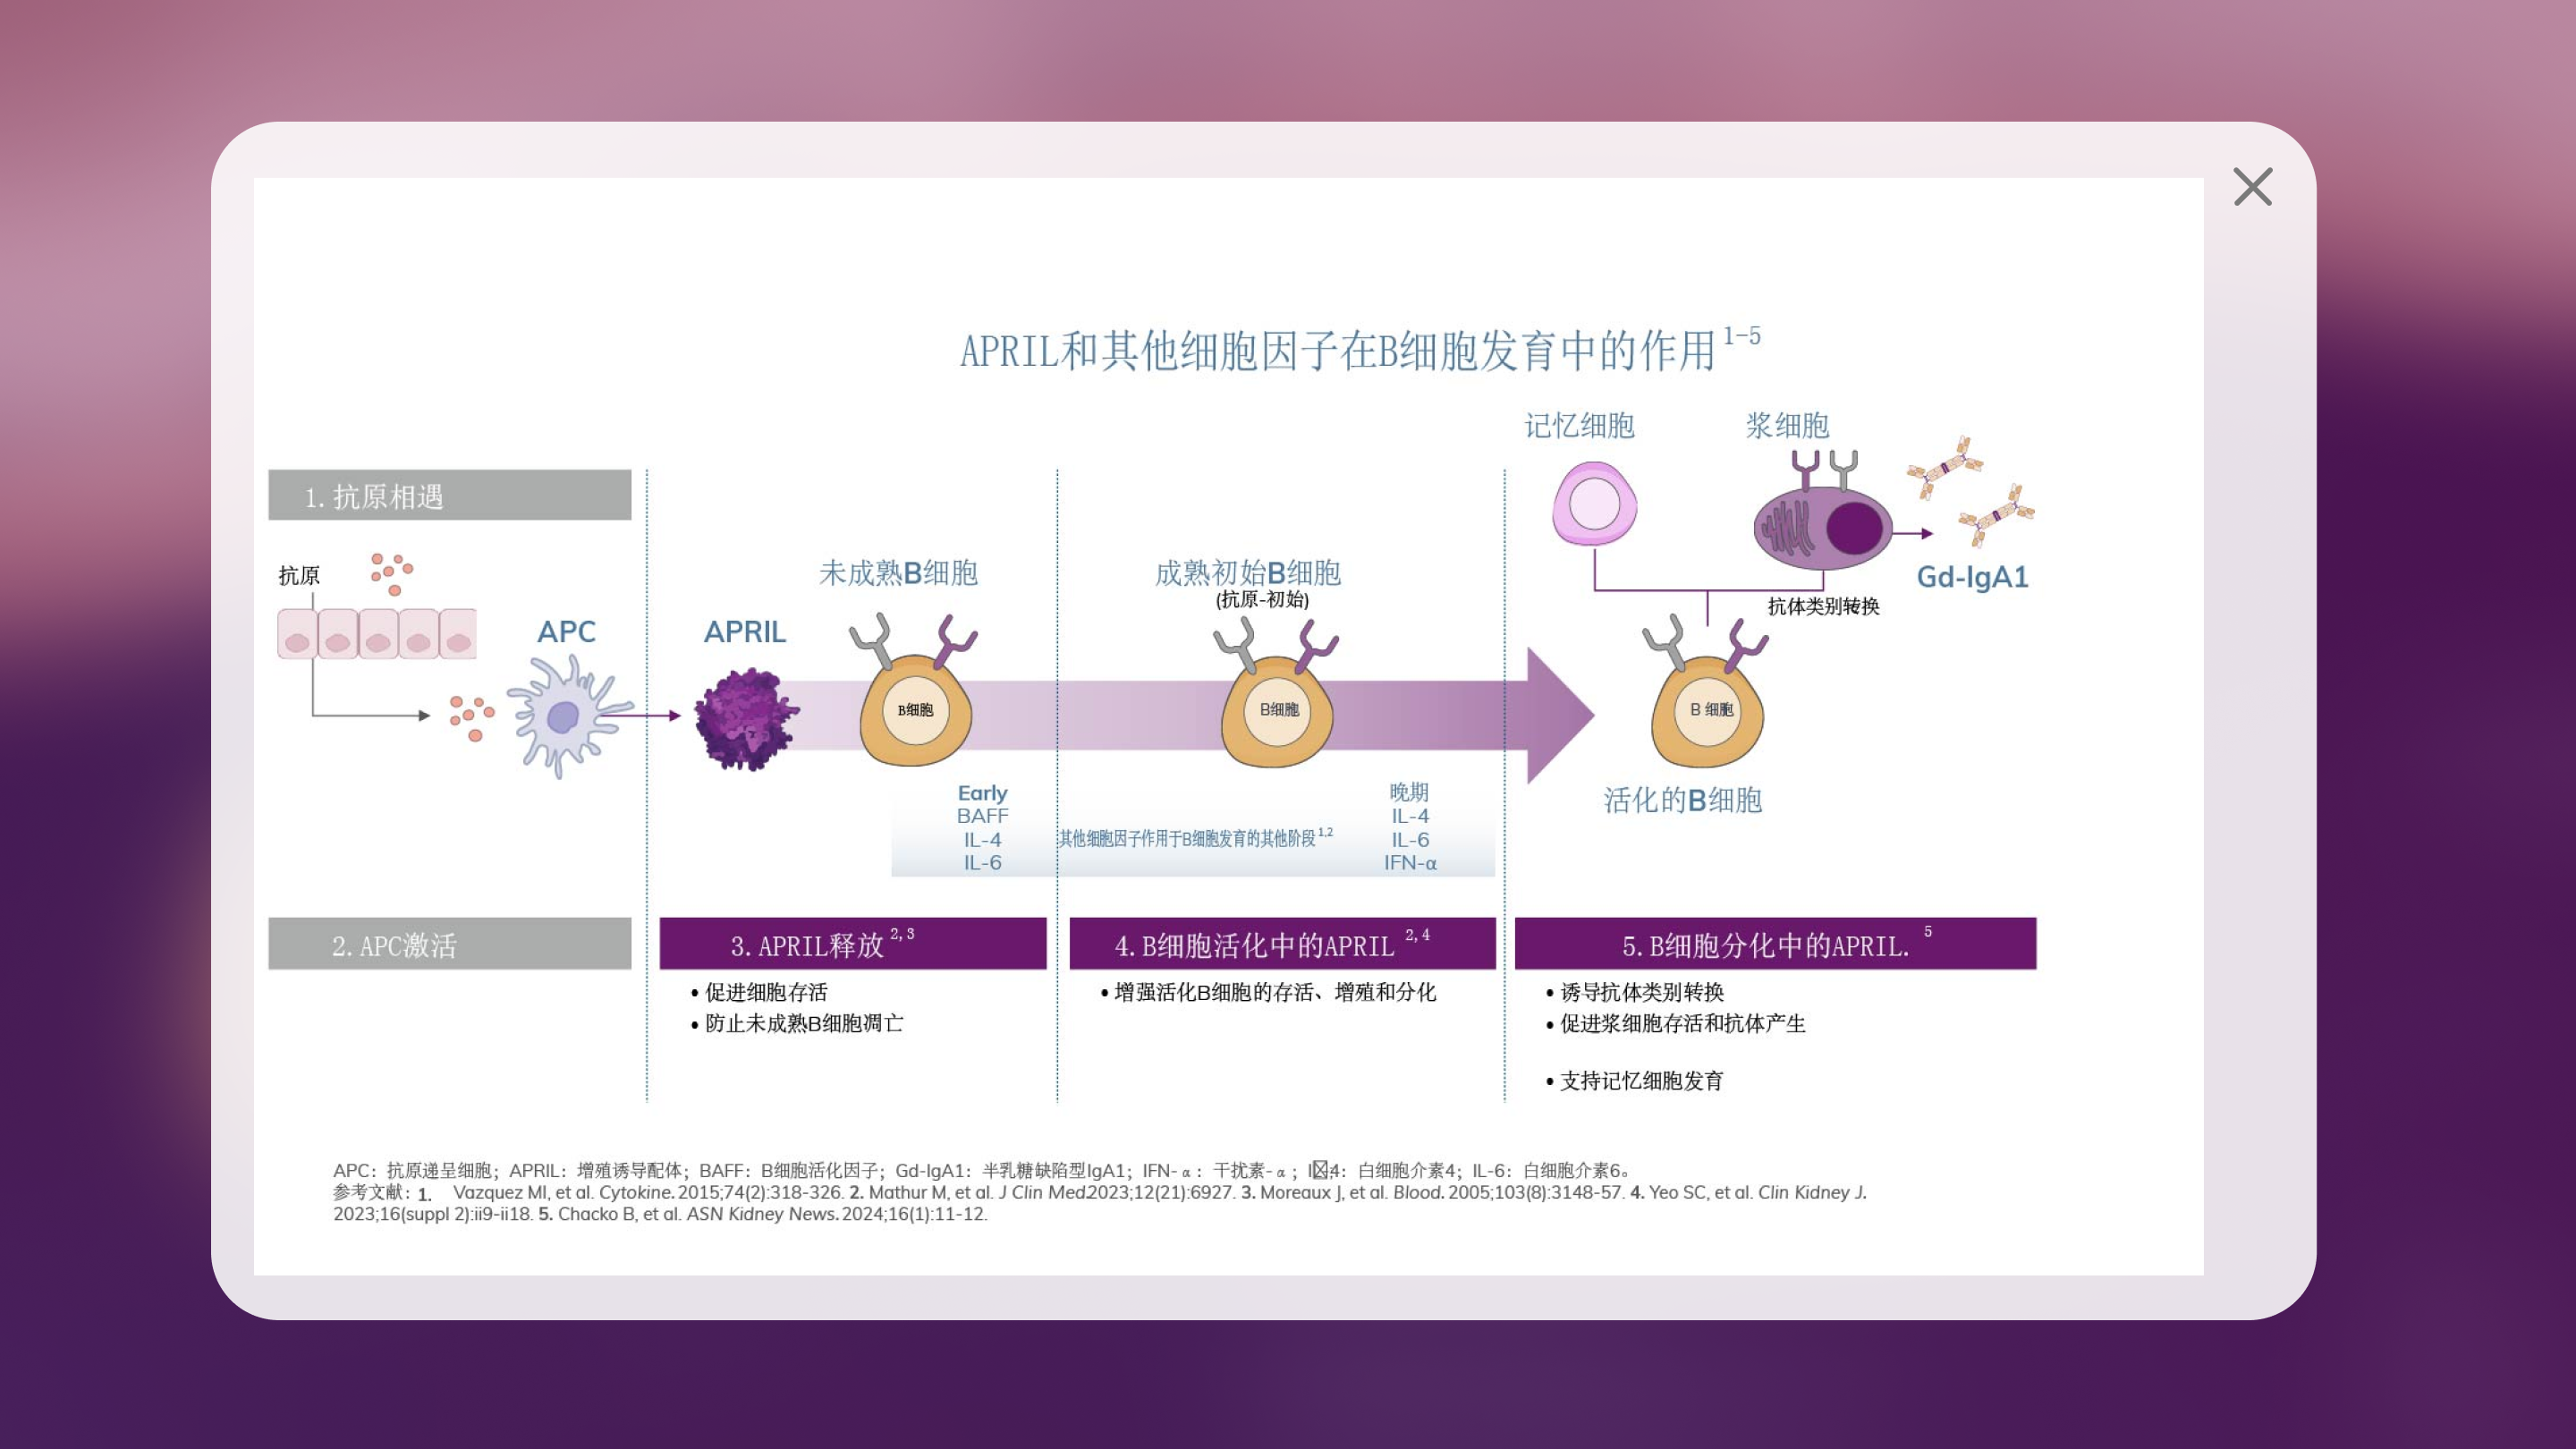 APRIL和其他细胞因子在B细胞发育中的作用1-5
记忆细胞
浆细胞
1. 抗原相遇
抗原
APC
APRIL
未成熟B细胞
B细胞
成熟初始B细胞
(抗原-初始)
B细胞
Gd-IgA1
抗体类别转换
B 细胞
活化的B细胞
Early
BAFF
IL-4
IL-6
其他细胞因子作用于B细胞发育的其他阶段1,2
晚期
IL-4
IL-6
IFN-α
2. APC激活
3. APRIL释放 2,3
• 促进细胞存活
• 防止未成熟B细胞凋亡
4. B细胞活化中的APRIL 2,4
• 增强活化B细胞的存活、增殖和分化
5. B细胞分化中的APRIL. 5
• 诱导抗体类别转换
• 促进浆细胞存活和抗体产生
• 支持记忆细胞发育
APC：抗原递呈细胞；APRIL：增殖诱导配体；BAFF：B细胞活化因子；Gd-IgA1：半乳糖缺陷型IgA1；IFN-α：干扰素-α；I4：白细胞介素4；IL-6：白细胞介素6。
参考文献：1. Vazquez MI, et al. Cytokine. 2015;74(2):318-326. 2. Mathur M, et al. J Clin Med2023;12(21):6927. 3. Moreaux J, et al. Blood. 2005;103(8):3148-57. 4. Yeo SC, et al. Clin Kidney J.
2023;16(suppl 2):ii9-ii18. 5. Chacko B, et al. ASN Kidney News. 2024;16(1):11-12.